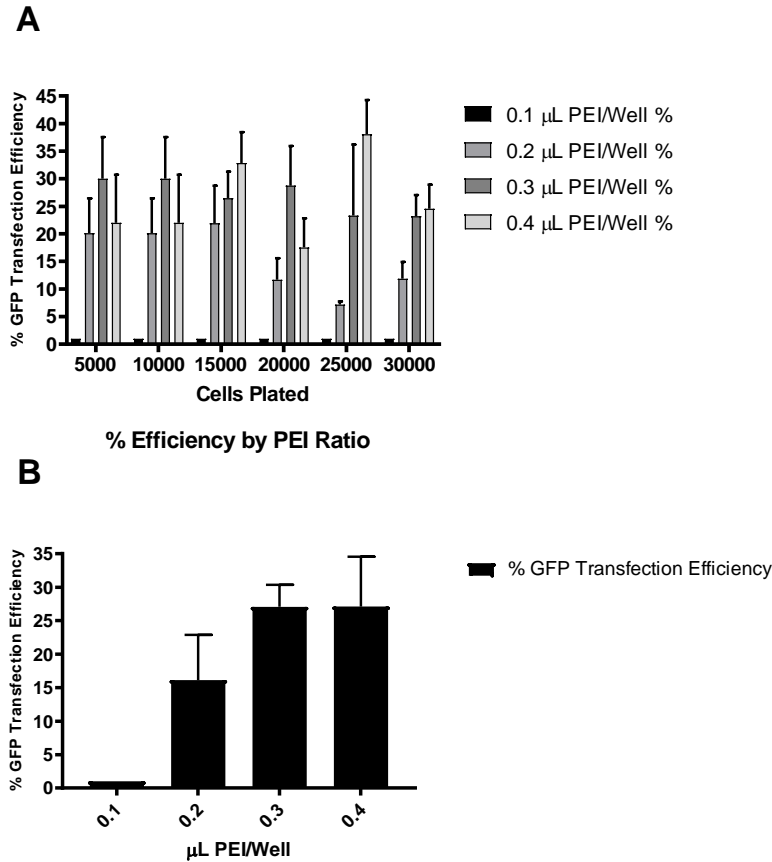 A
% GFP Transfection Efficiency
45
40
35
30
25
20
15
10
5
0
5000 10000 15000 20000 25000 30000
Cells Plated
0.1 μL PEI/Well %
0.2 μL PEI/Well %
0.3 μL PEI/Well %
0.4 μL PEI/Well %
% Efficiency by PEI Ratio
B
% GFP Transfection Efficiency
35
30
25
20
15
10
5
0
0.1 0.2 0.3 0.4
μL PEI/Well
% GFP Transfection Efficiency